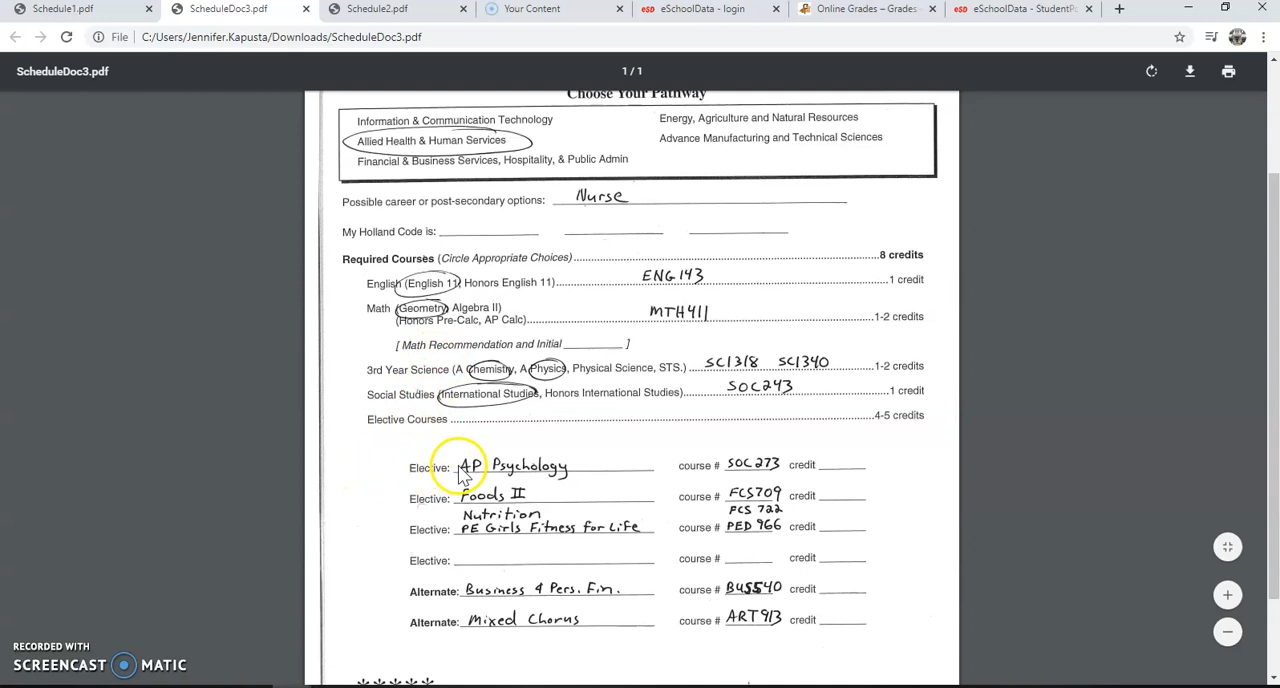 Schedule1.pdf
ScheduleDoc3.pdf
Schedule2.pdf
Your Content
eSD eSchoolData - login
Online Grades – Grades -
eSD eSchoolData - StudentPo
File C:/Users/Jennifer.Kapusta/Downloads/ScheduleDoc3.pdf
ScheduleDoc3.pdf
1 / 1
Choose Your Pathway
Information & Communication Technology
Energy, Agriculture and Natural Resources
Allied Health & Human Services
Advance Manufacturing and Technical Sciences
Financial & Business Services, Hospitality, & Public Admin
Possible career or post-secondary options: Nurse
My Holland Code is:
Required Courses (Circle Appropriate Choices) 8 credits
English (English 11, Honors English 11) ENG143 1 credit
Math (Geometry, Algebra II)
(Honors Pre-Calc, AP Calc) MTH411 1-2 credits
[ Math Recommendation and Initial ________ ]
3rd Year Science (A Chemistry, A Physics, Physical Science, STS.) SC1318 SC1340 1-2 credits
Social Studies (International Studies, Honors International Studies) SOC243 1 credit
Elective Courses 4-5 credits
Elective: AP Psychology course # SOC273 credit
Elective: Foods II course # FCS709 credit
Nutrition FCS 722
Elective: PE Girls Fitness for Life course # PED 966 credit
Elective: course # credit
Alternate: Business & Pers. Fin. course # BUS540 credit
Alternate: Mixed Chorus course # ART913 credit
*****
RECORDED WITH
SCREENCAST MATIC